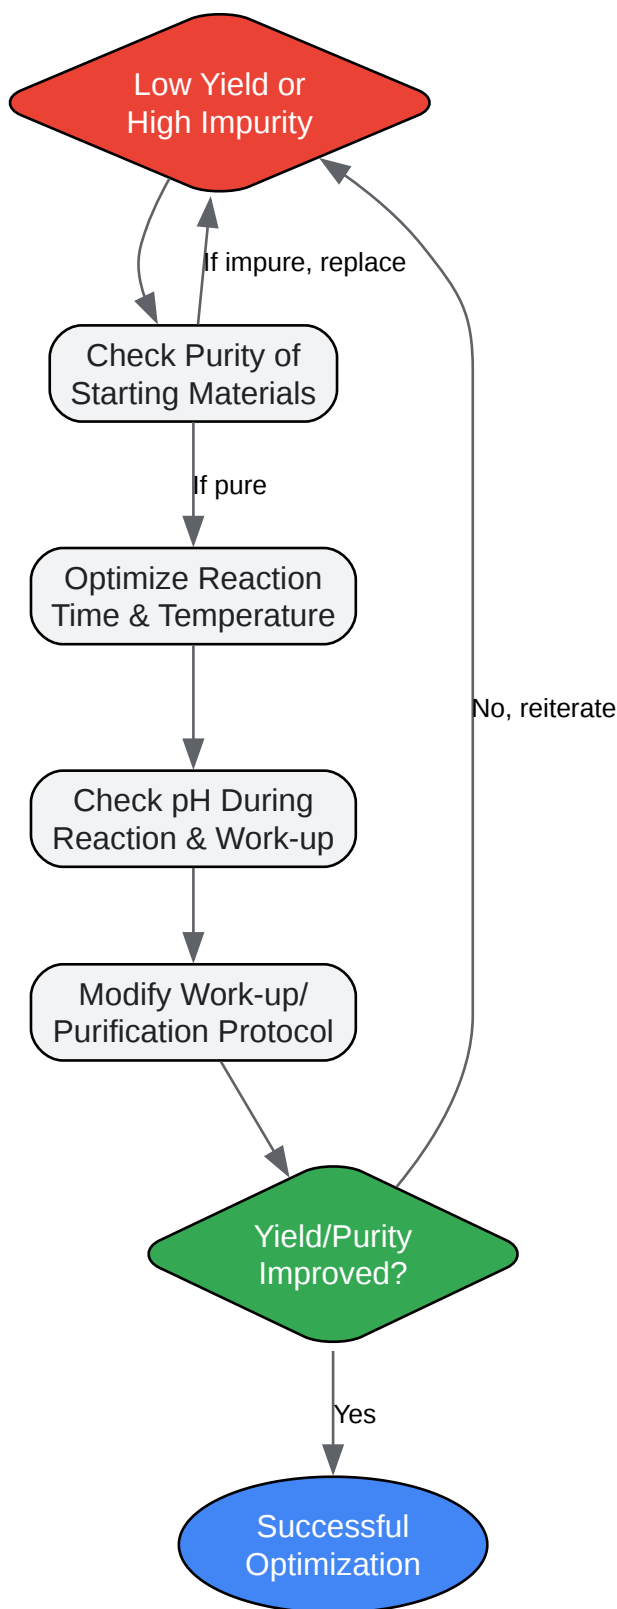 Low Yield or
High Impurity
If impure, replace
Check Purity of
Starting Materials
If pure
Optimize Reaction
Time & Temperature
No, reiterate
Check pH During
Reaction & Work-up
Modify Work-up/
Purification Protocol
Yield/Purity
Improved?
Yes
Successful
Optimization